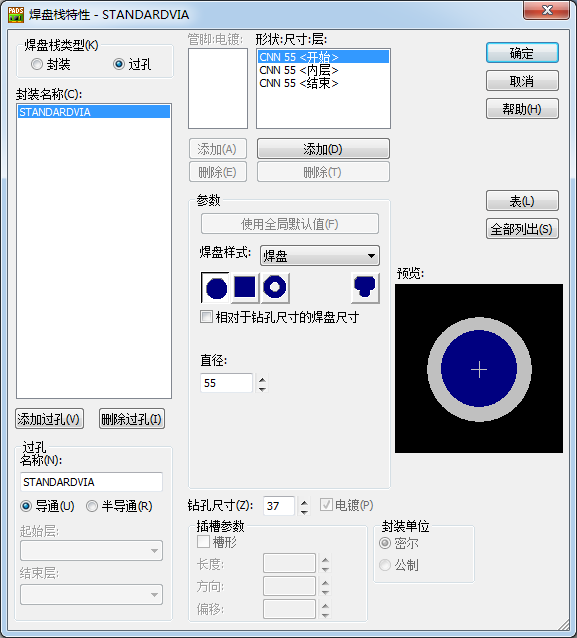 焊盘栈特性 - STANDARDVIA
焊盘栈类型(K)
封装
过孔
封装名称(C):
STANDARDVIA
添加过孔(V)
删除过孔(I)
过孔
名称(N):
STANDARDVIA
导通(U)
半导通(R)
起始层:
结束层:
管脚:电镀:
添加(A)
删除(E)
形状:尺寸:层:
CNN 55 <开始>
CNN 55 <内层>
CNN 55 <结束>
添加(D)
删除(T)
参数
使用全局默认值(F)
焊盘样式:
焊盘
相对于钻孔尺寸的焊盘尺寸
直径:
55
钻孔尺寸(Z):
37
电镀(P)
插槽参数
槽形
长度:
方向:
偏移:
封装单位
密尔
公制
确定
取消
帮助(H)
表(L)
全部列出(S)
预览:
PADS